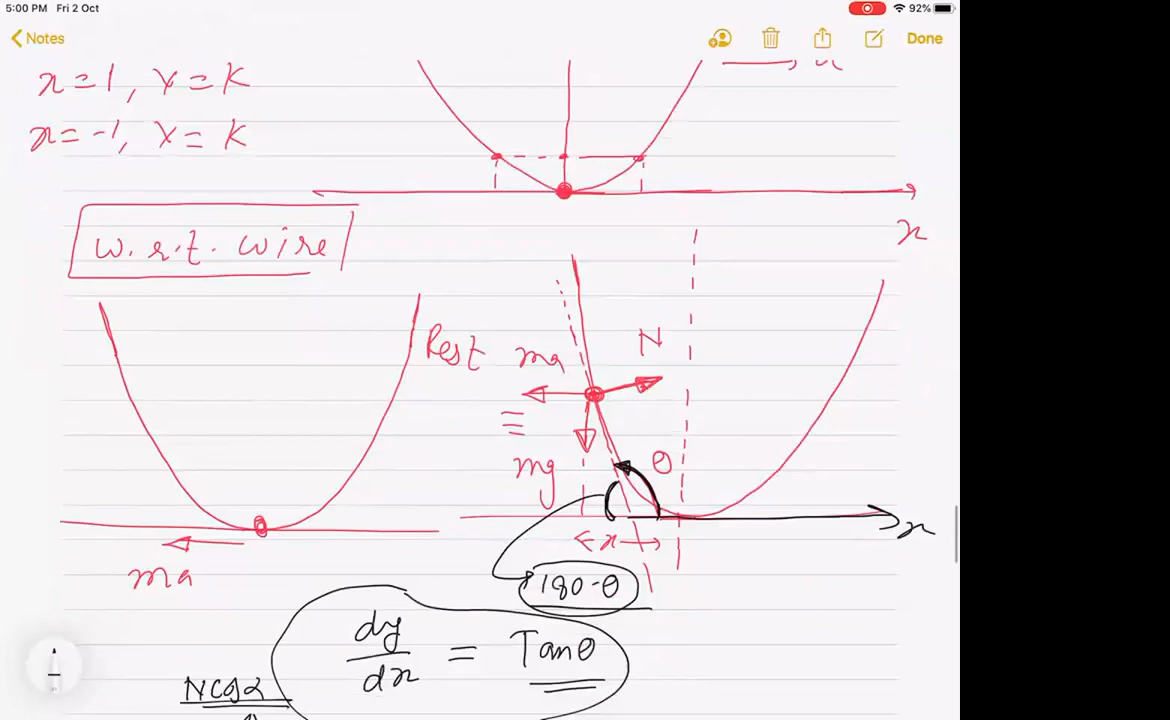 5:00 PM Fri 2 Oct
92%
Notes
Done
x=1, Y=K
x
x=-1, Y=K
x
w.r.t. wire
Rest
ma
N
mg
θ
x
x
ma
180-θ
dy/dx = Tanθ